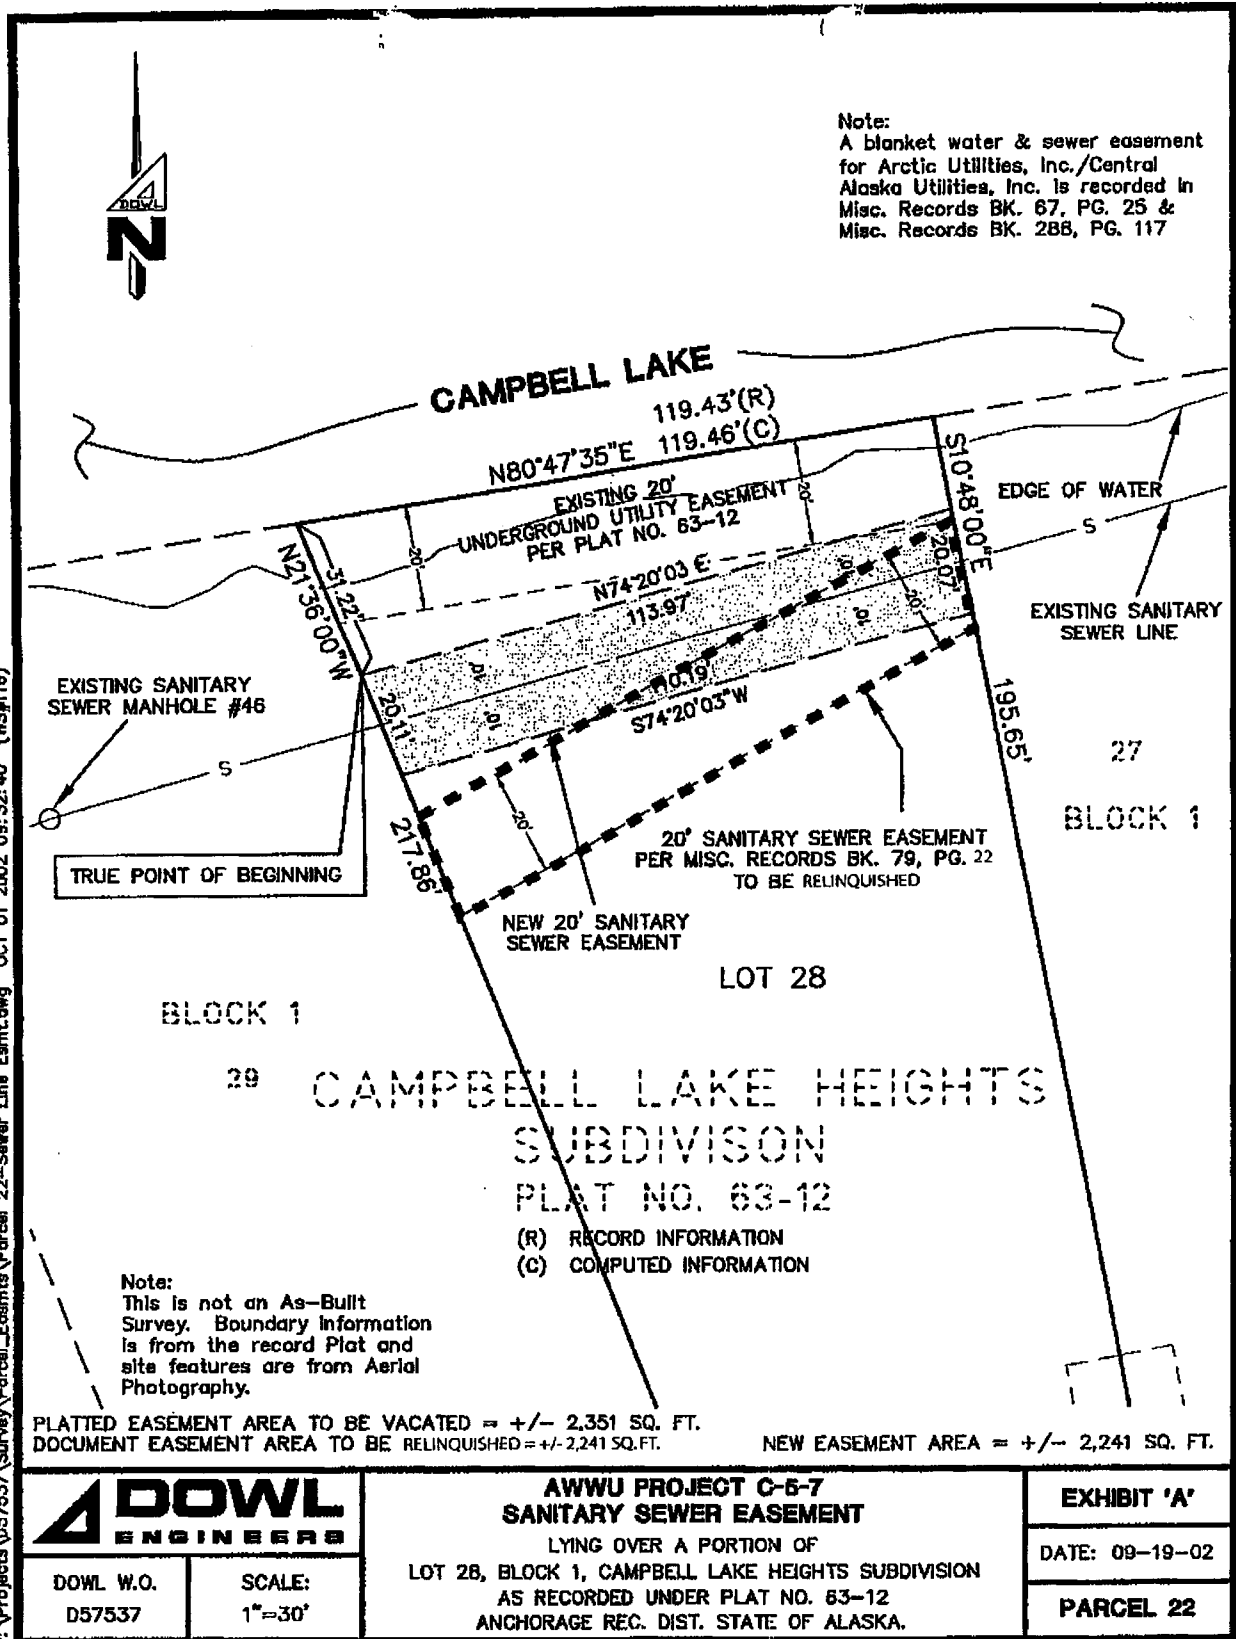 DOWL
N
Note:
A blanket water & sewer easement
for Arctic Utilities, Inc./Central
Alaska Utilities, Inc. is recorded in
Misc. Records BK. 67, PG. 25 &
Misc. Records BK. 288, PG. 117
CAMPBELL LAKE
119.43'(R)
N80°47'35"E 119.46'(C)
EXISTING 20'
UNDERGROUND UTILITY EASEMENT
PER PLAT NO. 63-12
20'
20'
S10°48'00"E
EDGE OF WATER
S
N21°36'00"W
31.22'
N74°20'03 E
113.97'
10'
10'
20.07'
20'
EXISTING SANITARY
SEWER LINE
EXISTING SANITARY
SEWER MANHOLE #46
20.11'
10'
10'
110.19'
S74°20'03"W
195.65'
27
BLOCK 1
S
20'
217.86'
TRUE POINT OF BEGINNING
20' SANITARY SEWER EASEMENT
PER MISC. RECORDS BK. 79, PG. 22
TO BE RELINQUISHED
NEW 20' SANITARY
SEWER EASEMENT
LOT 28
BLOCK 1
29
CAMPBELL LAKE HEIGHTS
SUBDIVISON
PLAT NO. 63-12
(R) RECORD INFORMATION
(C) COMPUTED INFORMATION
Note:
This is not an As-Built
Survey. Boundary information
is from the record Plat and
site features are from Aerial
Photography.
PLATTED EASEMENT AREA TO BE VACATED = +/- 2,351 SQ. FT.
DOCUMENT EASEMENT AREA TO BE RELINQUISHED = +/- 2,241 SQ. FT.
NEW EASEMENT AREA = +/- 2,241 SQ. FT.
DOWL
ENGINEERS
DOWL W.O.
D57537
SCALE:
1"=30'
AWWU PROJECT C-5-7
SANITARY SEWER EASEMENT
LYING OVER A PORTION OF
LOT 28, BLOCK 1, CAMPBELL LAKE HEIGHTS SUBDIVISION
AS RECORDED UNDER PLAT NO. 63-12
ANCHORAGE REC. DIST. STATE OF ALASKA.
EXHIBIT 'A'
DATE: 09-19-02
PARCEL 22